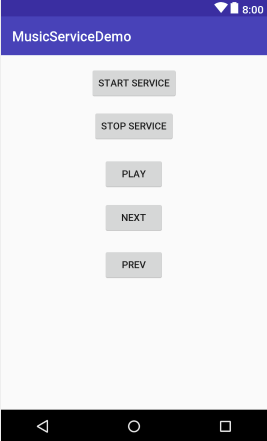 8:00
MusicServiceDemo
START SERVICE
STOP SERVICE
PLAY
NEXT
PREV